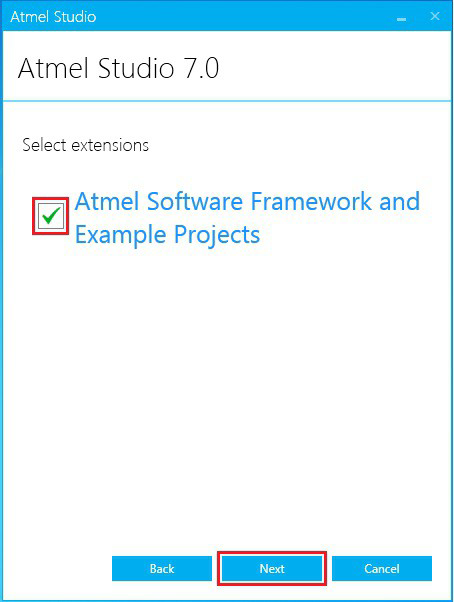 Atmel Studio
Atmel Studio 7.0
Select extensions
Atmel Software Framework and
Example Projects
Back
Next
Cancel